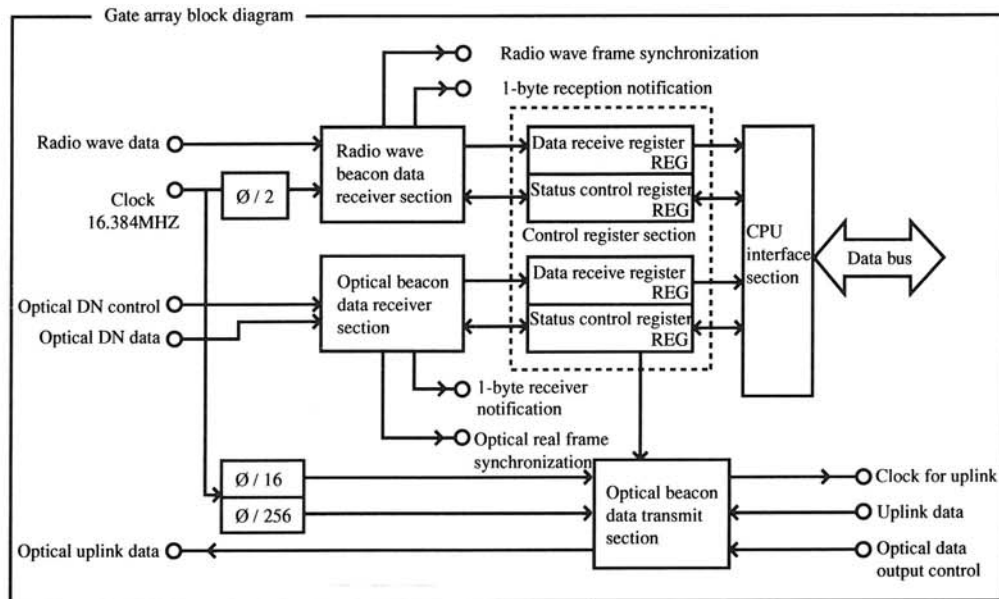 Gate array block diagram
Radio wave frame synchronization
1-byte reception notification
Radio wave data
Radio wave
beacon data
receiver section
Data receive register
REG
Status control register
REG
Clock
16.384MHZ
Ø / 2
Control register section
CPU
interface
section
Data bus
Optical DN control
Optical DN data
Optical beacon
data receiver
section
Data receive register
REG
Status control register
REG
1-byte receiver
notification
Optical real frame
synchronization
Ø / 16
Ø / 256
Optical beacon
data transmit
section
Clock for uplink
Uplink data
Optical data
output control
Optical uplink data